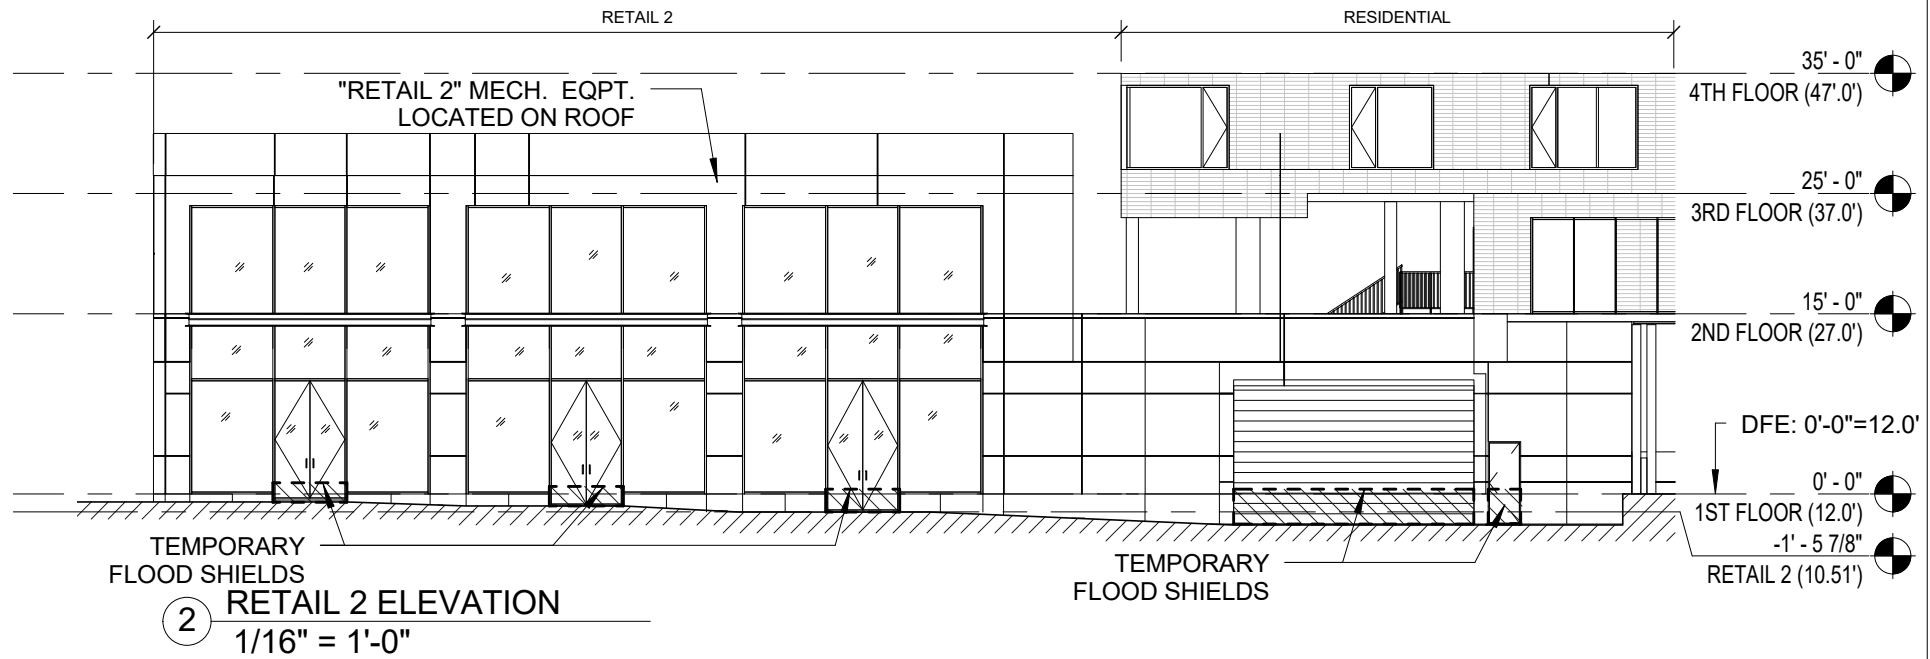 RETAIL 2
RESIDENTIAL
"RETAIL 2" MECH. EQPT.
LOCATED ON ROOF
35' - 0"
4TH FLOOR (47'.0')
25' - 0"
3RD FLOOR (37.0')
15' - 0"
2ND FLOOR (27.0')
DFE: 0'-0"=12.0'
0' - 0"
1ST FLOOR (12.0')
-1' - 5 7/8"
RETAIL 2 (10.51')
TEMPORARY
FLOOD SHIELDS
TEMPORARY
FLOOD SHIELDS
2
RETAIL 2 ELEVATION
1/16" = 1'-0"